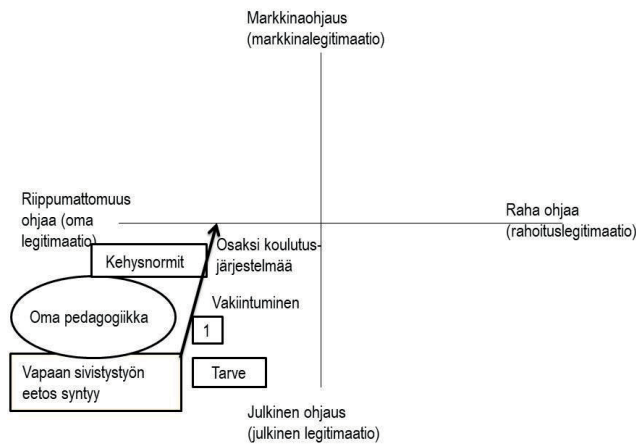 Markkinaohjaus
(markkinalegitimaatio)
Riippumattomuus
ohjaa (oma
legitimaatio)
Raha ohjaa
(rahoituslegitimaatio)
Kehysnormit
Osaksi koulutus-
järjestelmää
Oma pedagogiikka
Vakiintuminen
1
Vapaan sivistystyön
eetos syntyy
Tarve
Julkinen ohjaus
(julkinen legitimaatio)